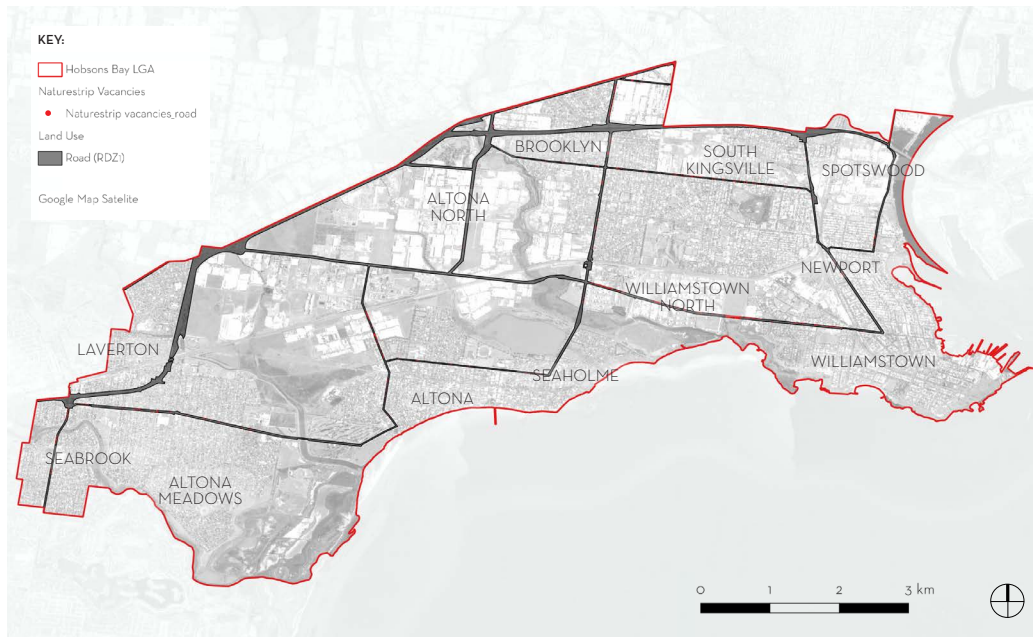 KEY:
Hobsons Bay LGA
Naturestrip Vacancies
Naturestrip vacancies_road
Land Use
Road (RDZ1)
Google Map Satelite
BROOKLYN
SOUTH
KINGSVILLE
SPOTSWOOD
ALTONA
NORTH
NEWPORT
WILLIAMSTOWN
NORTH
LAVERTON
WILLIAMSTOWN
SEAHOLME
ALTONA
SEABROOK
ALTONA
MEADOWS
0 1 2 3 km